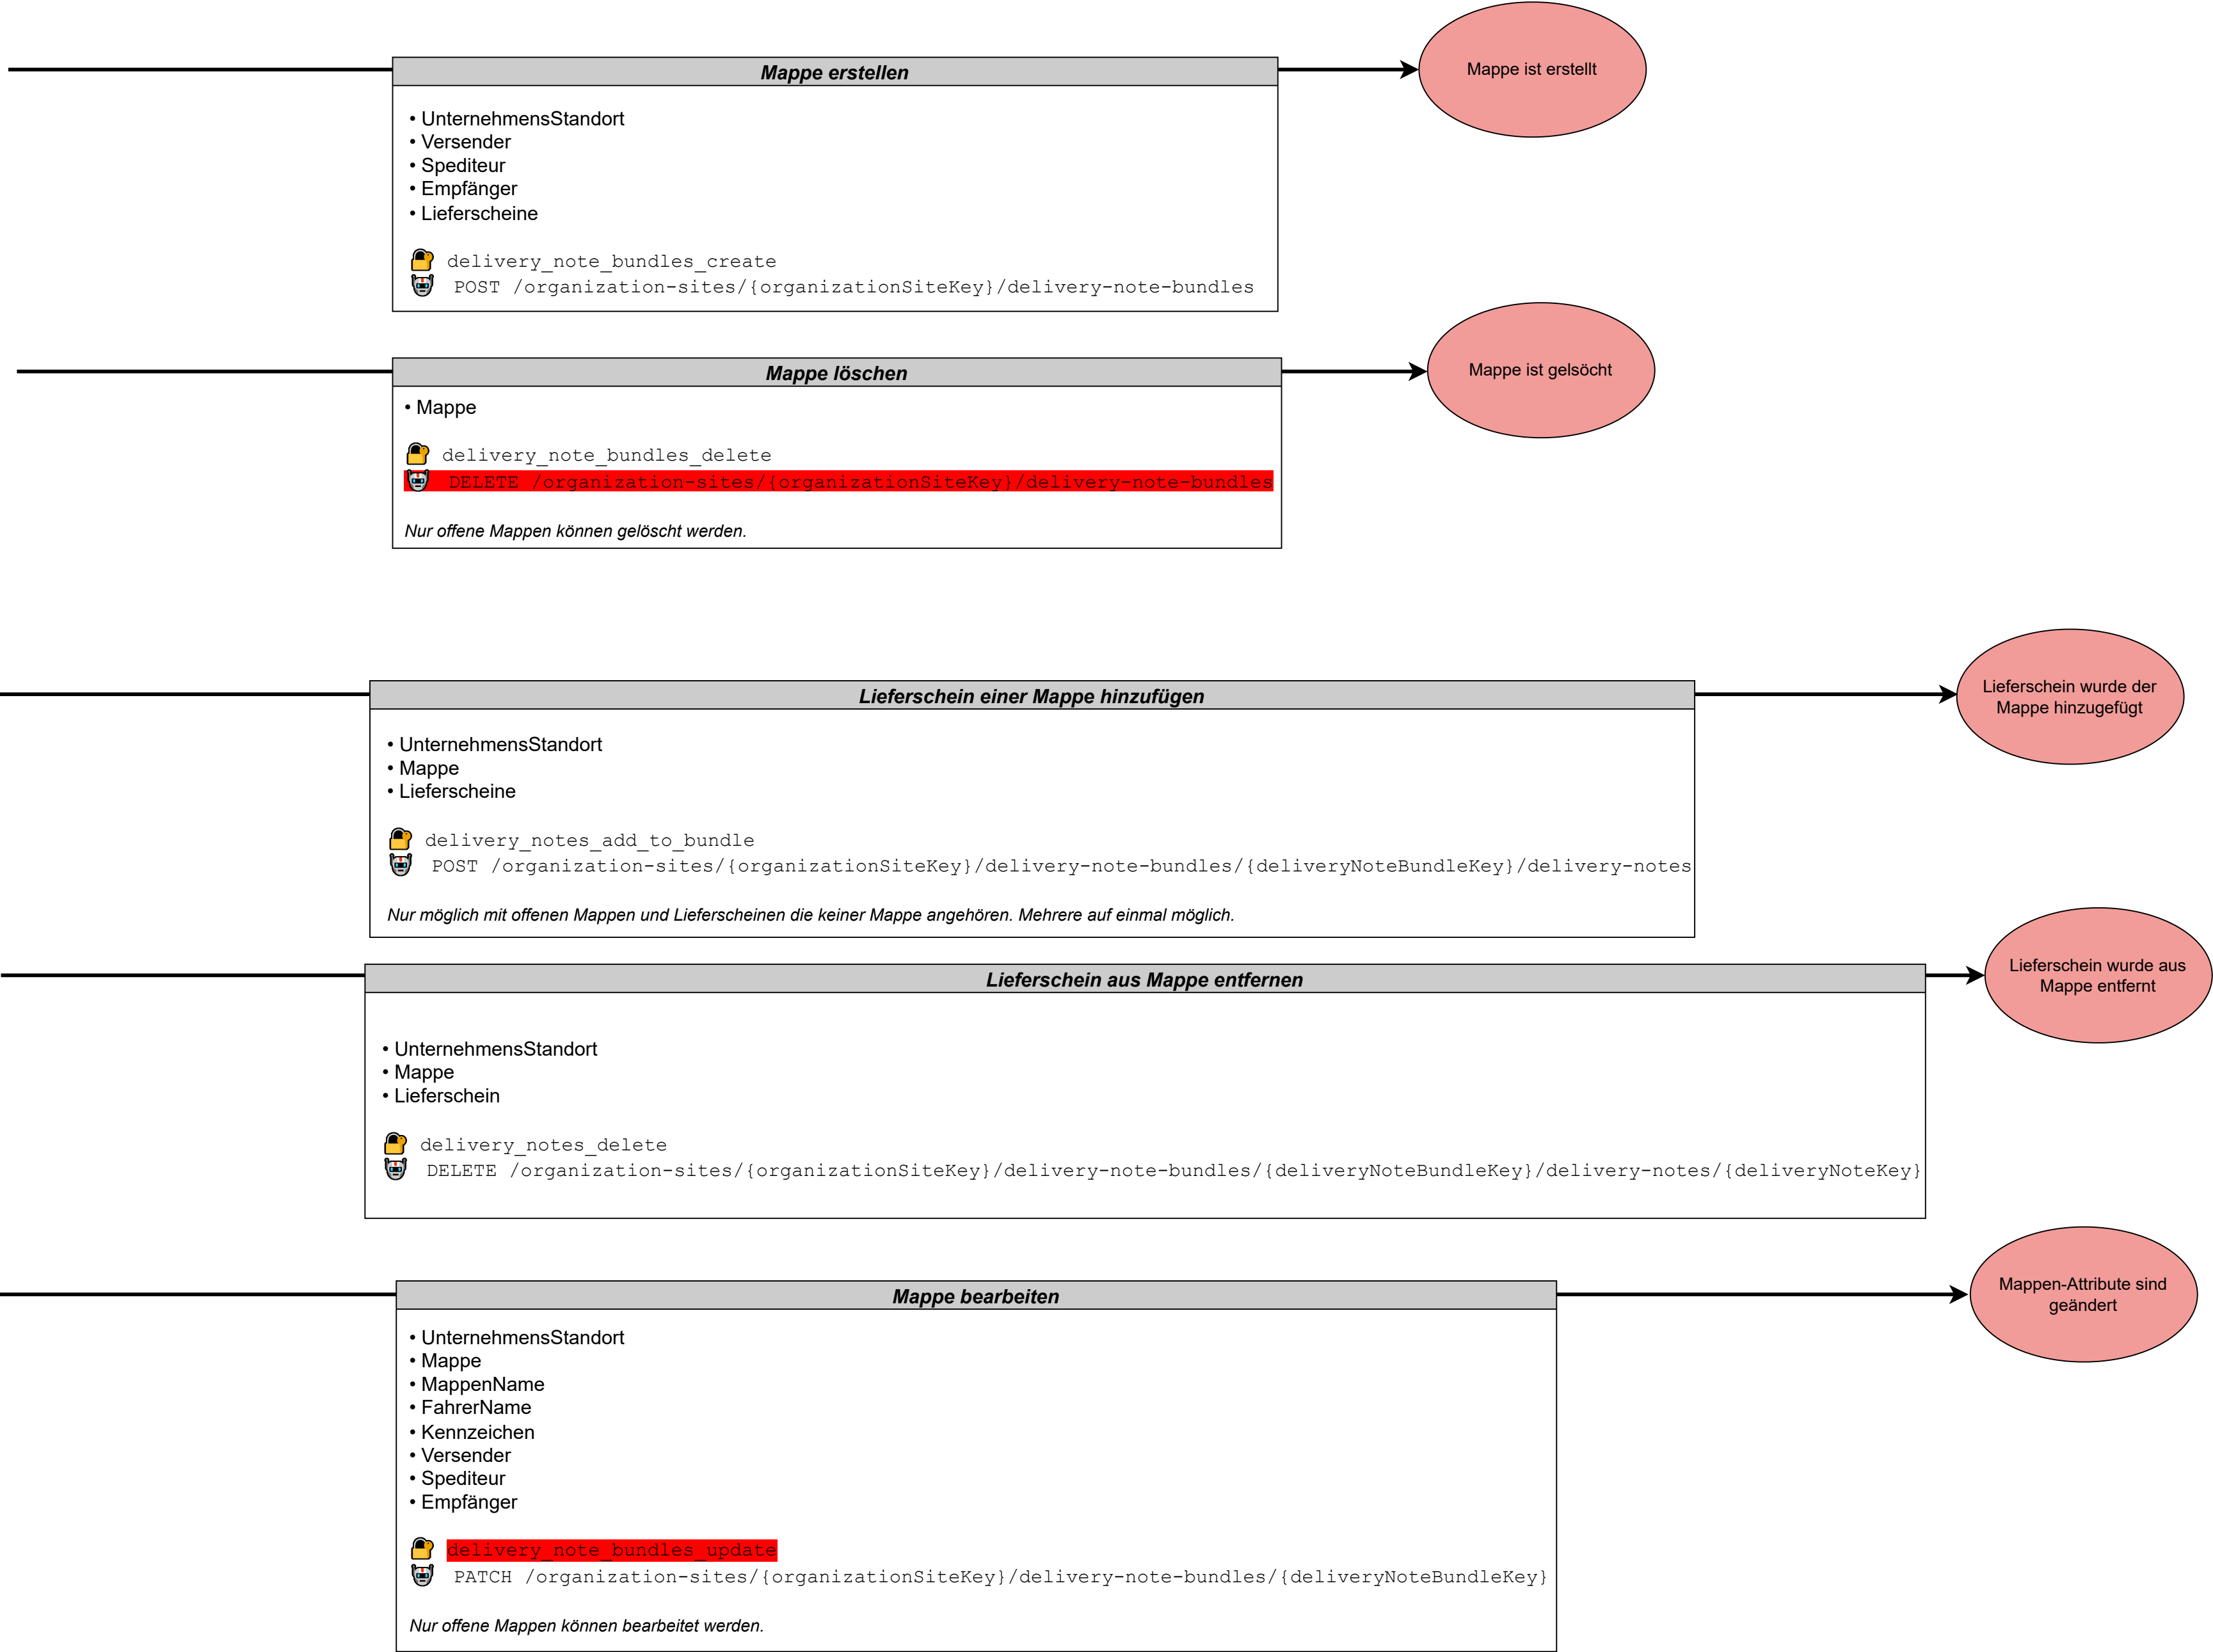 Mappe erstellen
Mappe ist erstellt
• UnternehmensStandort
• Versender
• Spediteur
• Empfänger
• Lieferscheine
delivery_note_bundles_create
POST /organization-sites/{organizationSiteKey}/delivery-note-bundles
Mappe löschen
Mappe ist gelsöcht
• Mappe
delivery_note_bundles_delete
DELETE /organization-sites/{organizationSiteKey}/delivery-note-bundles
Nur offene Mappen können gelöscht werden.
Lieferschein einer Mappe hinzufügen
Lieferschein wurde der
Mappe hinzugefügt
• UnternehmensStandort
• Mappe
• Lieferscheine
delivery_notes_add_to_bundle
POST /organization-sites/{organizationSiteKey}/delivery-note-bundles/{deliveryNoteBundleKey}/delivery-notes
Nur möglich mit offenen Mappen und Lieferscheinen die keiner Mappe angehören. Mehrere auf einmal möglich.
Lieferschein aus Mappe entfernen
Lieferschein wurde aus
Mappe entfernt
• UnternehmensStandort
• Mappe
• Lieferschein
delivery_notes_delete
DELETE /organization-sites/{organizationSiteKey}/delivery-note-bundles/{deliveryNoteBundleKey}/delivery-notes/{deliveryNoteKey}
Mappe bearbeiten
Mappen-Attribute sind
geändert
• UnternehmensStandort
• Mappe
• MappenName
• FahrerName
• Kennzeichen
• Versender
• Spediteur
• Empfänger
delivery_note_bundles_update
PATCH /organization-sites/{organizationSiteKey}/delivery-note-bundles/{deliveryNoteBundleKey}
Nur offene Mappen können bearbeitet werden.